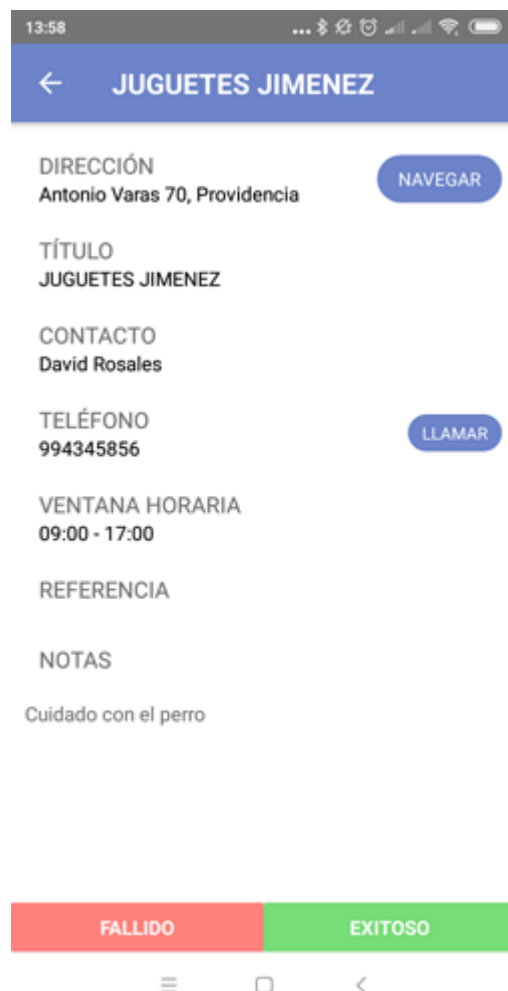 13:58
JUGUETES JIMENEZ
DIRECCIÓN
Antonio Varas 70, Providencia
NAVEGAR
TÍTULO
JUGUETES JIMENEZ
CONTACTO
David Rosales
TELÉFONO
994345856
LLAMAR
VENTANA HORARIA
09:00 - 17:00
REFERENCIA
NOTAS
Cuidado con el perro
FALLIDO
EXITOSO